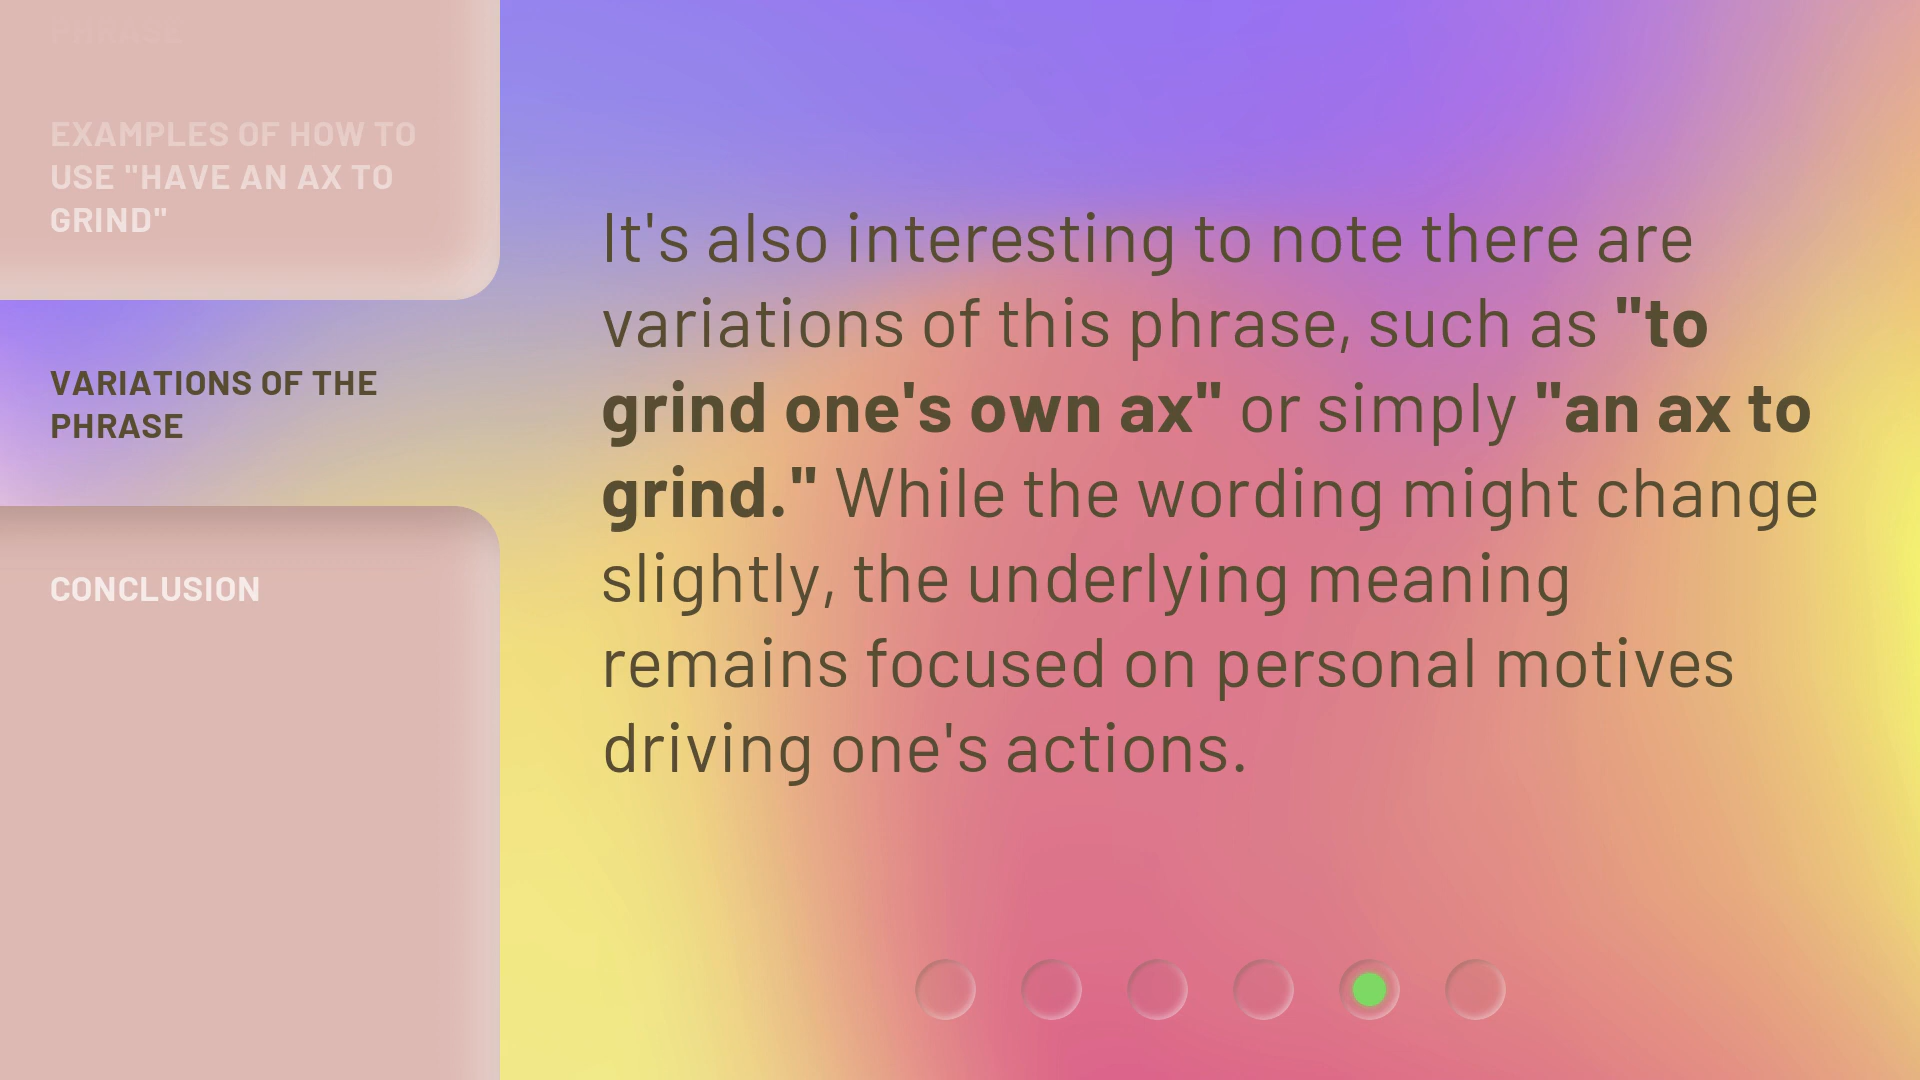 PHRASE
EXAMPLES OF HOW TO
USE "HAVE AN AX TO
GRIND"
VARIATIONS OF THE
PHRASE
CONCLUSION
It's also interesting to note there are
variations of this phrase, such as "to
grind one's own ax" or simply "an ax to
grind." While the wording might change
slightly, the underlying meaning
remains focused on personal motives
driving one's actions.